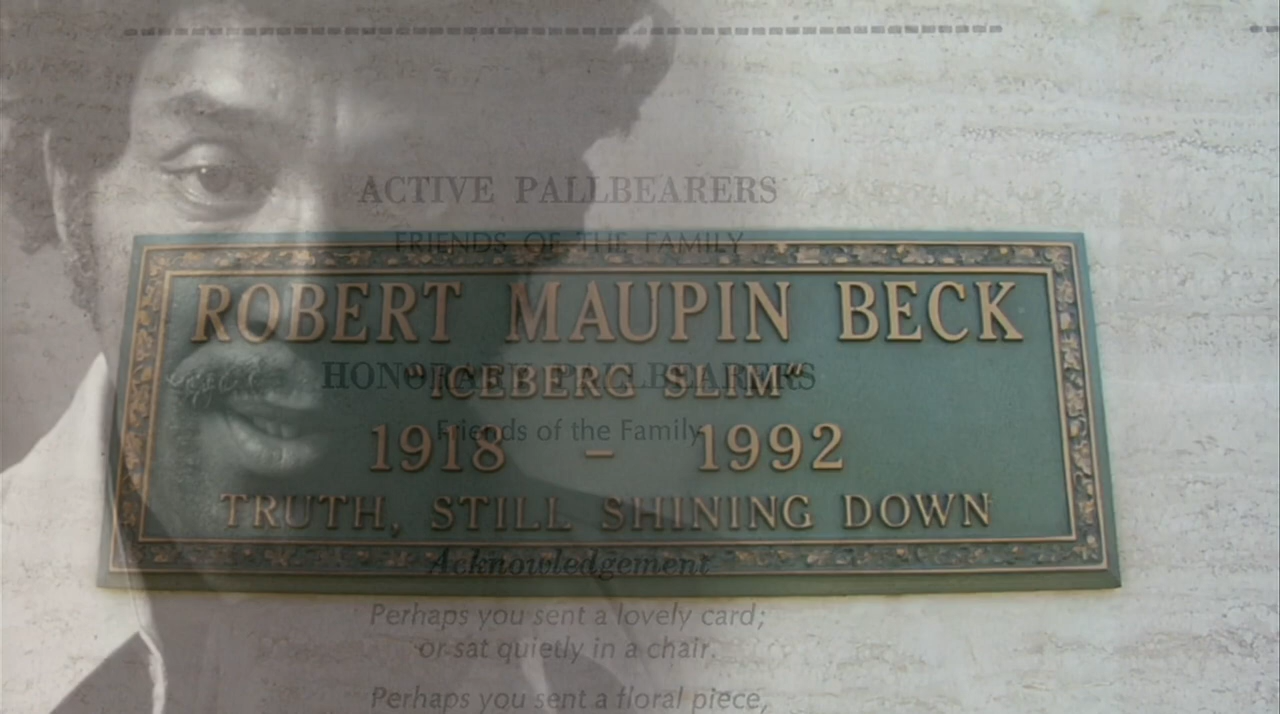 ACTIVE PALLBEARERS
FRIENDS OF THE FAMILY
ROBERT MAUPIN BECK
HONORARY PALLBEARERS
"ICEBERG SLIM"
Friends of the Family
1918 – 1992
TRUTH, STILL SHINING DOWN
Acknowledgement
Perhaps you sent a lovely card;
or sat quietly in a chair.
Perhaps you sent a floral piece,